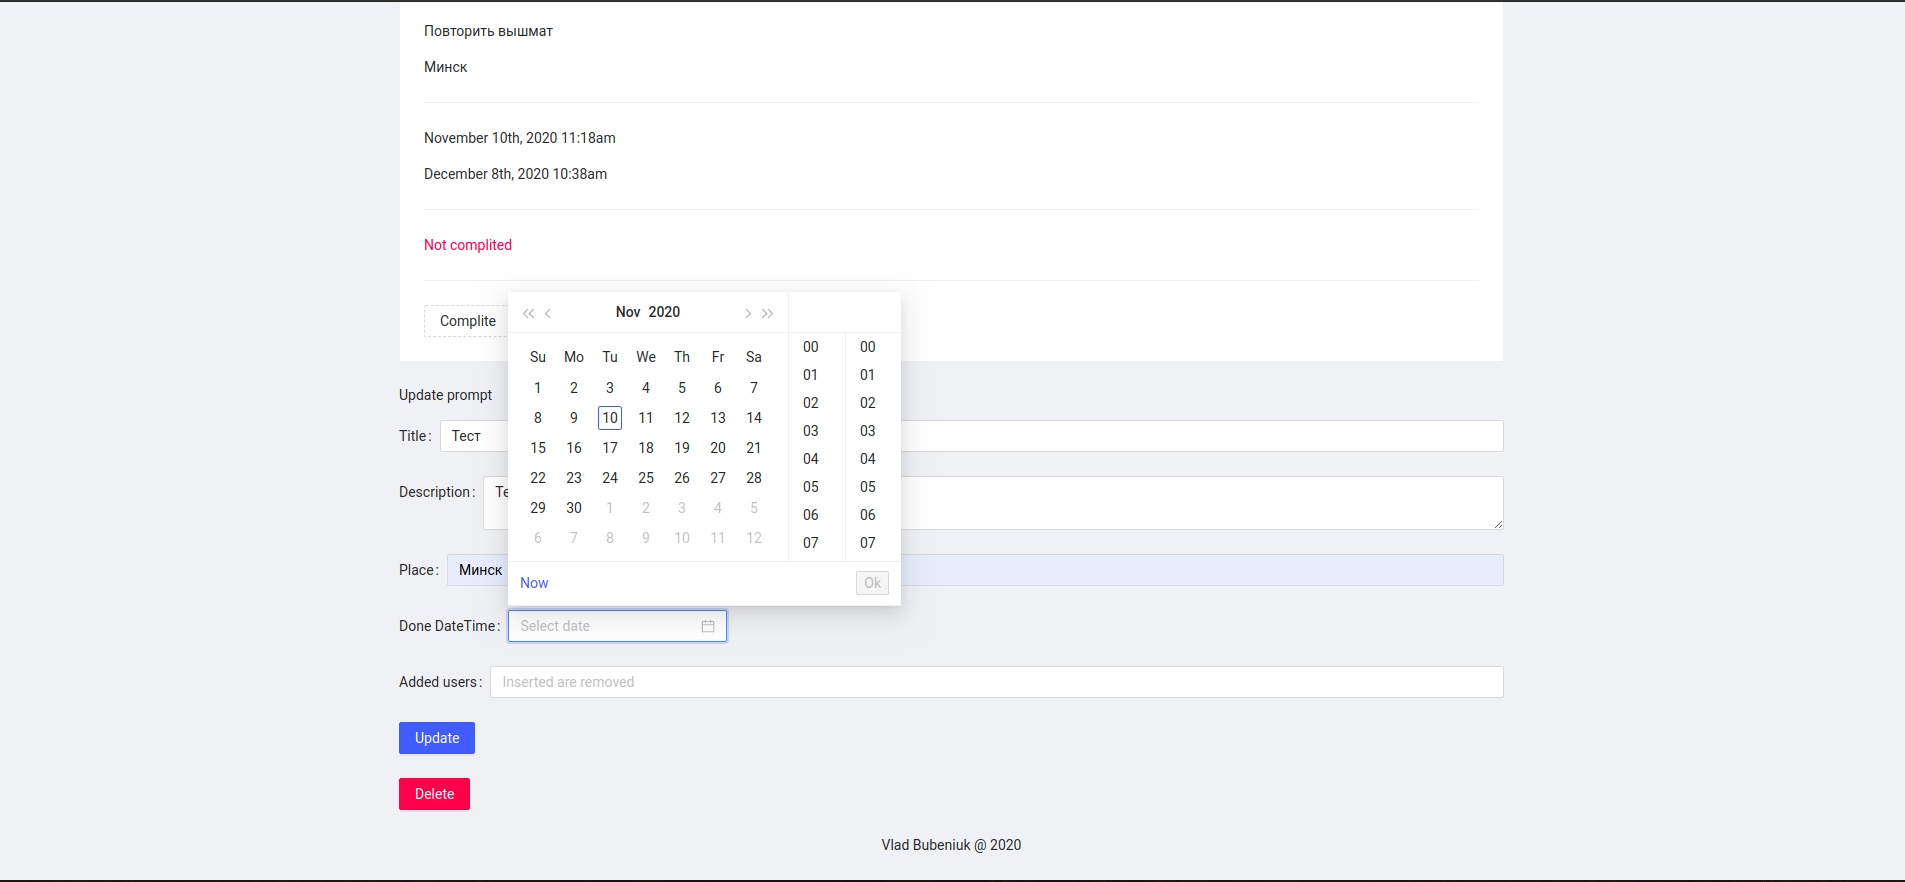 Повторить вышмат
Минск
November 10th, 2020 11:18am
December 8th, 2020 10:38am
Not complited
Complite
Nov 2020
Su Mo Tu We Th Fr Sa
1 2 3 4 5 6 7
8 9 10 11 12 13 14
15 16 17 18 19 20 21
22 23 24 25 26 27 28
29 30 1 2 3 4 5
6 7 8 9 10 11 12
00 00
01 01
02 02
03 03
04 04
05 05
06 06
07 07
Now Ok
Update prompt
Title: Тест
Description: Те
Place: Минск
Done DateTime: Select date
Added users: Inserted are removed
Update
Delete
Vlad Bubeniuk @ 2020